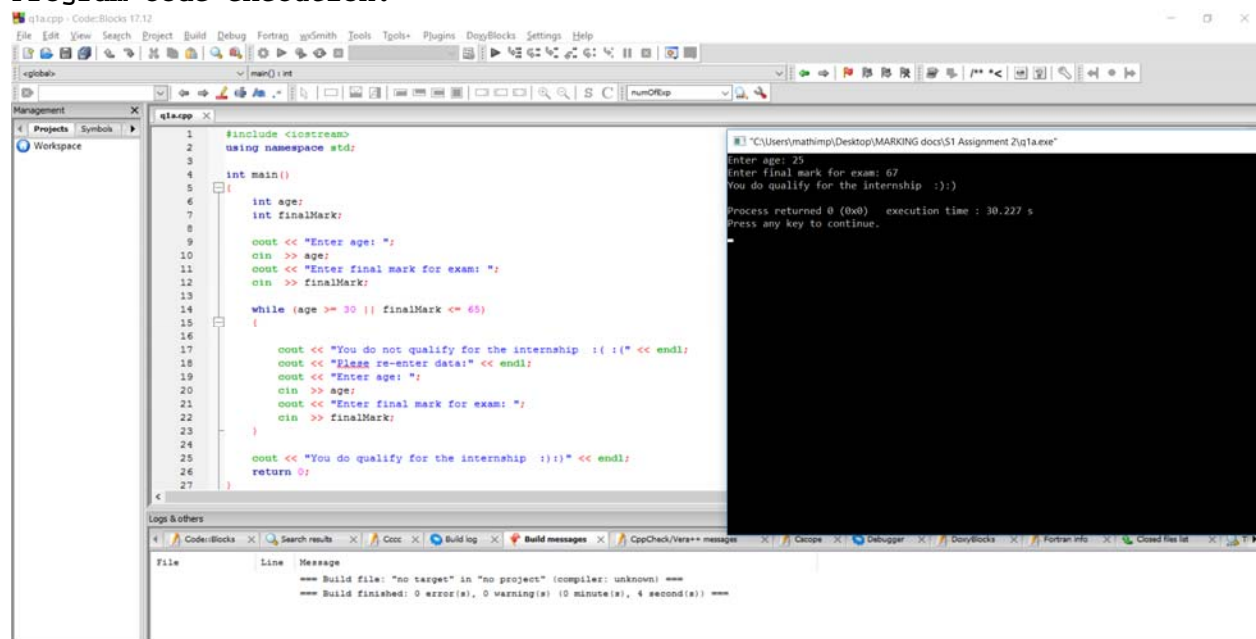 Program code execution:
q1a.cpp - Code::Blocks 17.12
File Edit View Search Project Build Debug Fortran wxSmith Tools Tools+ Plugins DoxyBlocks Settings Help
<global> main() : int
/** *<
S C numOfExp
Management
q1a.cpp
Projects Symbols
Workspace
1 #include <iostream>
2 using namespace std;
3
4 int main()
5 {
6 int age;
7 int finalMark;
8
9 cout << "Enter age: ";
10 cin >> age;
11 cout << "Enter final mark for exam: ";
12 cin >> finalMark;
13
14 while (age >= 30 || finalMark <= 65)
15 {
16
17 cout << "You do not qualify for the internship :( :(" << endl;
18 cout << "Please re-enter data:" << endl;
19 cout << "Enter age: ";
20 cin >> age;
21 cout << "Enter final mark for exam: ";
22 cin >> finalMark;
23 }
24
25 cout << "You do qualify for the internship :):)" << endl;
26 return 0;
27 }
"C:\Users\mathimp\Desktop\MARKING docs\S1 Assignment 2\q1a.exe"
Enter age: 25
Enter final mark for exam: 67
You do qualify for the internship :):)
Process returned 0 (0x0) execution time : 30.227 s
Press any key to continue.
Logs & others
Code::Blocks Search results Cccc Build log Build messages CppCheck/Vera++ messages Cscope Debugger DoxyBlocks Fortran info Closed files list
File Line Message
=== Build file: "no target" in "no project" (compiler: unknown) ===
=== Build finished: 0 error(s), 0 warning(s) (0 minute(s), 4 second(s)) ===